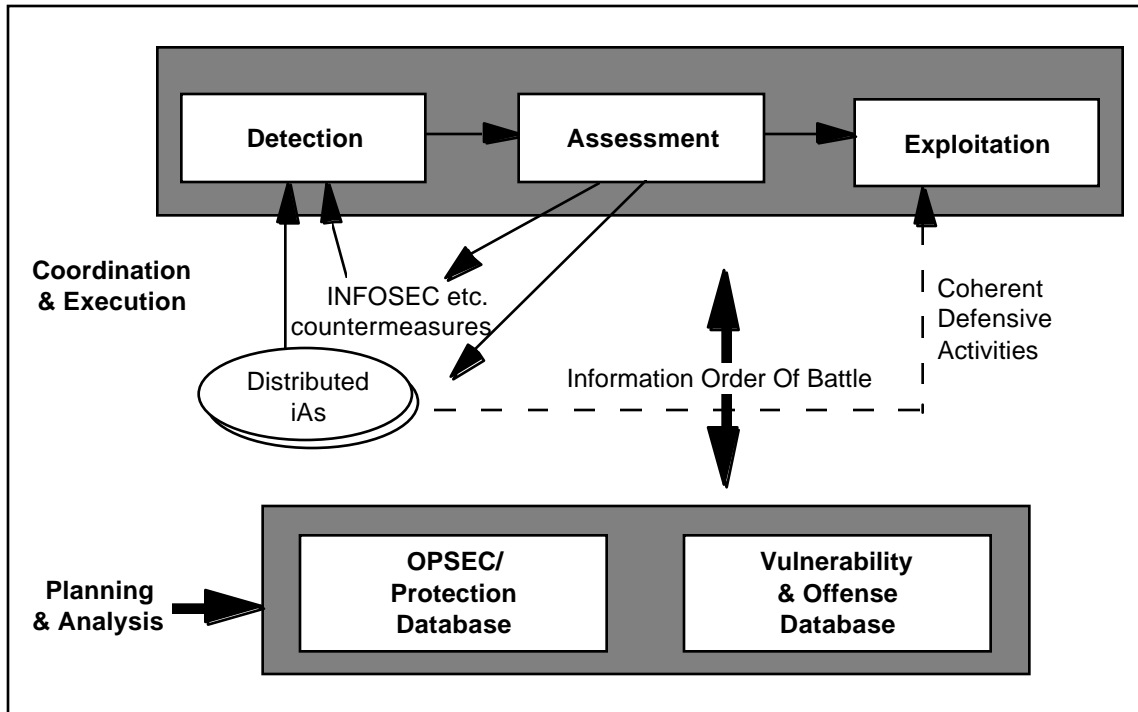 Detection
Assessment
Exploitation
Coordination
& Execution
INFOSEC etc.
countermeasures
Coherent
Defensive
Activities
Distributed
iAs
Information Order Of Battle
Planning
& Analysis
OPSEC/
Protection
Database
Vulnerability
& Offense
Database